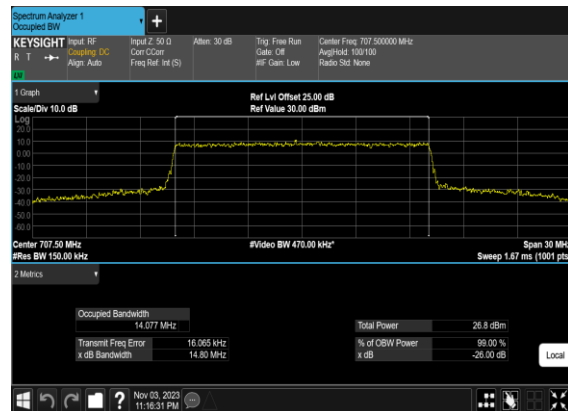 Spectrum Analyzer 1
Occupied BW
+
KEYSIGHT
R T
LXI
Input: RF
Coupling: DC
Align: Auto
Input Z: 50 Ω
Corr CCorr
Freq Ref: Int (S)
Atten: 30 dB
Trig: Free Run
Gate: Off
#IF Gain: Low
Center Freq: 707.500000 MHz
Avg|Hold: 100/100
Radio Std: None
1 Graph
Scale/Div 10.0 dB
Ref Lvl Offset 25.00 dB
Ref Value 30.00 dBm
Log
20.0
10.0
0.00
-10.0
-20.0
-30.0
-40.0
-50.0
-60.0
Center 707.50 MHz
#Res BW 150.00 kHz
#Video BW 470.00 kHz*
Span 30 MHz
Sweep 1.67 ms (1001 pts
2 Metrics
Occupied Bandwidth
14.077 MHz
Transmit Freq Error 16.065 kHz
x dB Bandwidth 14.80 MHz
Total Power 26.8 dBm
% of OBW Power 99.00 %
x dB -26.00 dB
Local
?
Nov 03, 2023
11:16:31 PM